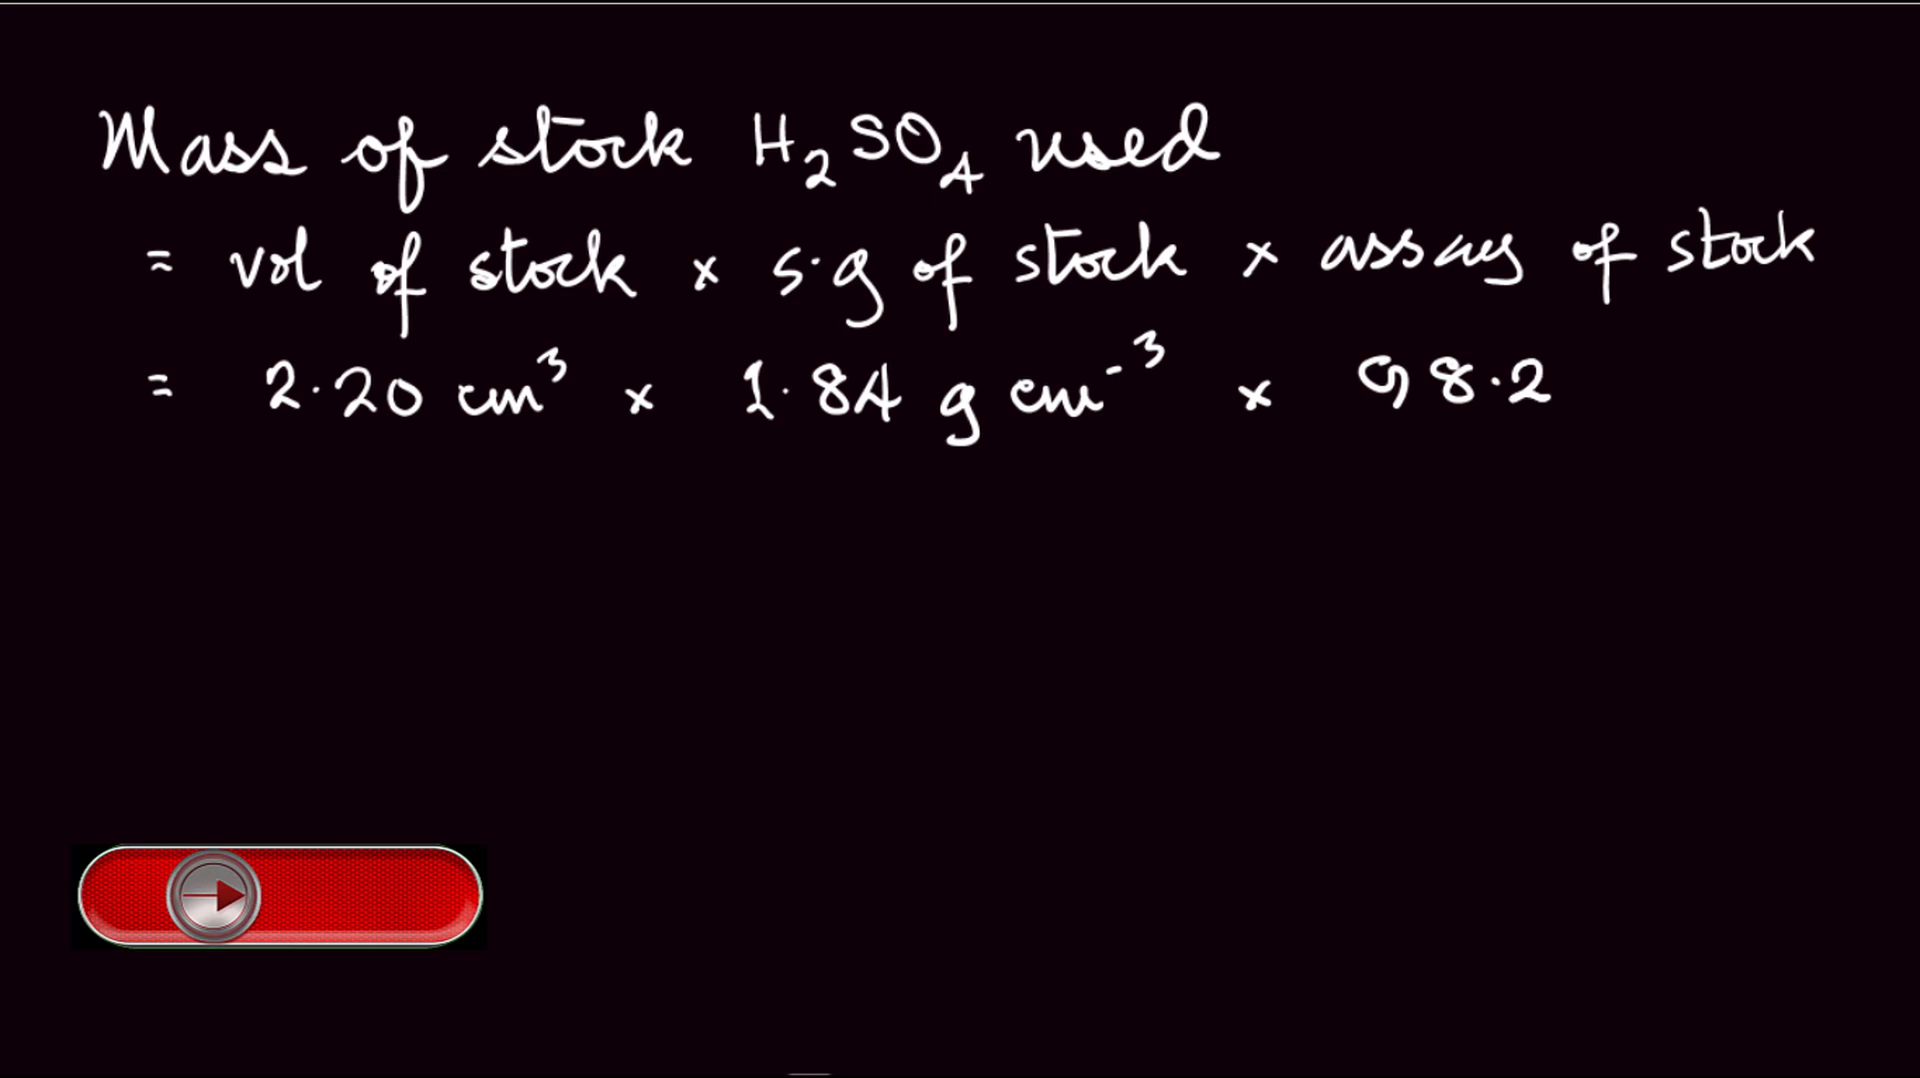 Mass of stock H₂SO₄ used
= vol of stock × s.g of stock × assay of stock
= 2.20 cm³ × 1.84 g cm⁻³ × 98.2